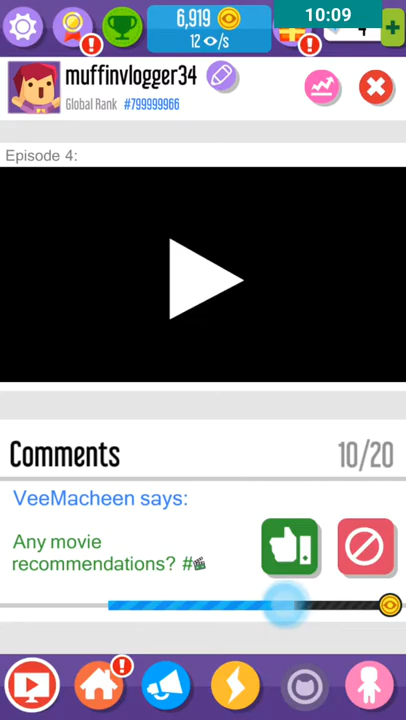 6,919
10:09
12 /s
muffinvlogger34
Global Rank #799999966
Episode 4:
Comments 10/20
VeeMacheen says:
Any movie
recommendations? #🎬